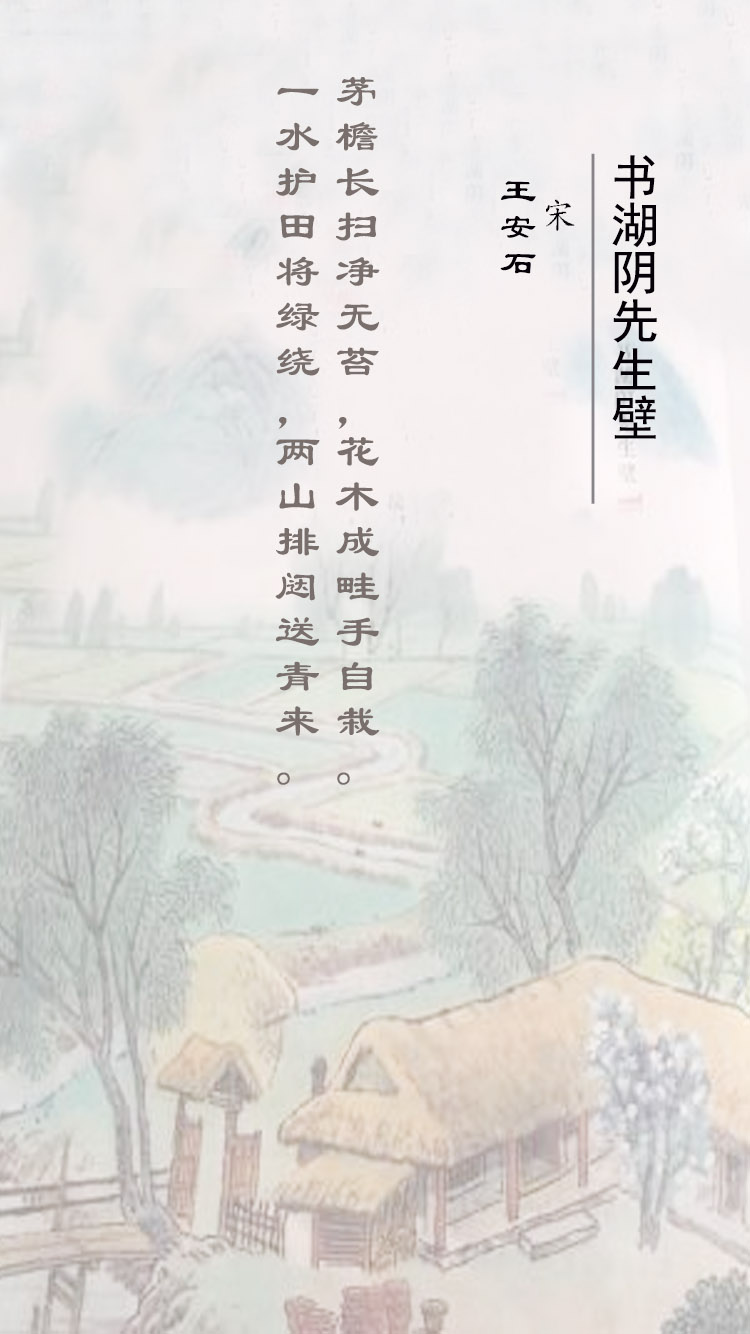 书湖阴先生壁
宋
王安石
茅檐长扫净无苔，花木成畦手自栽。
一水护田将绿绕，两山排闼送青来。